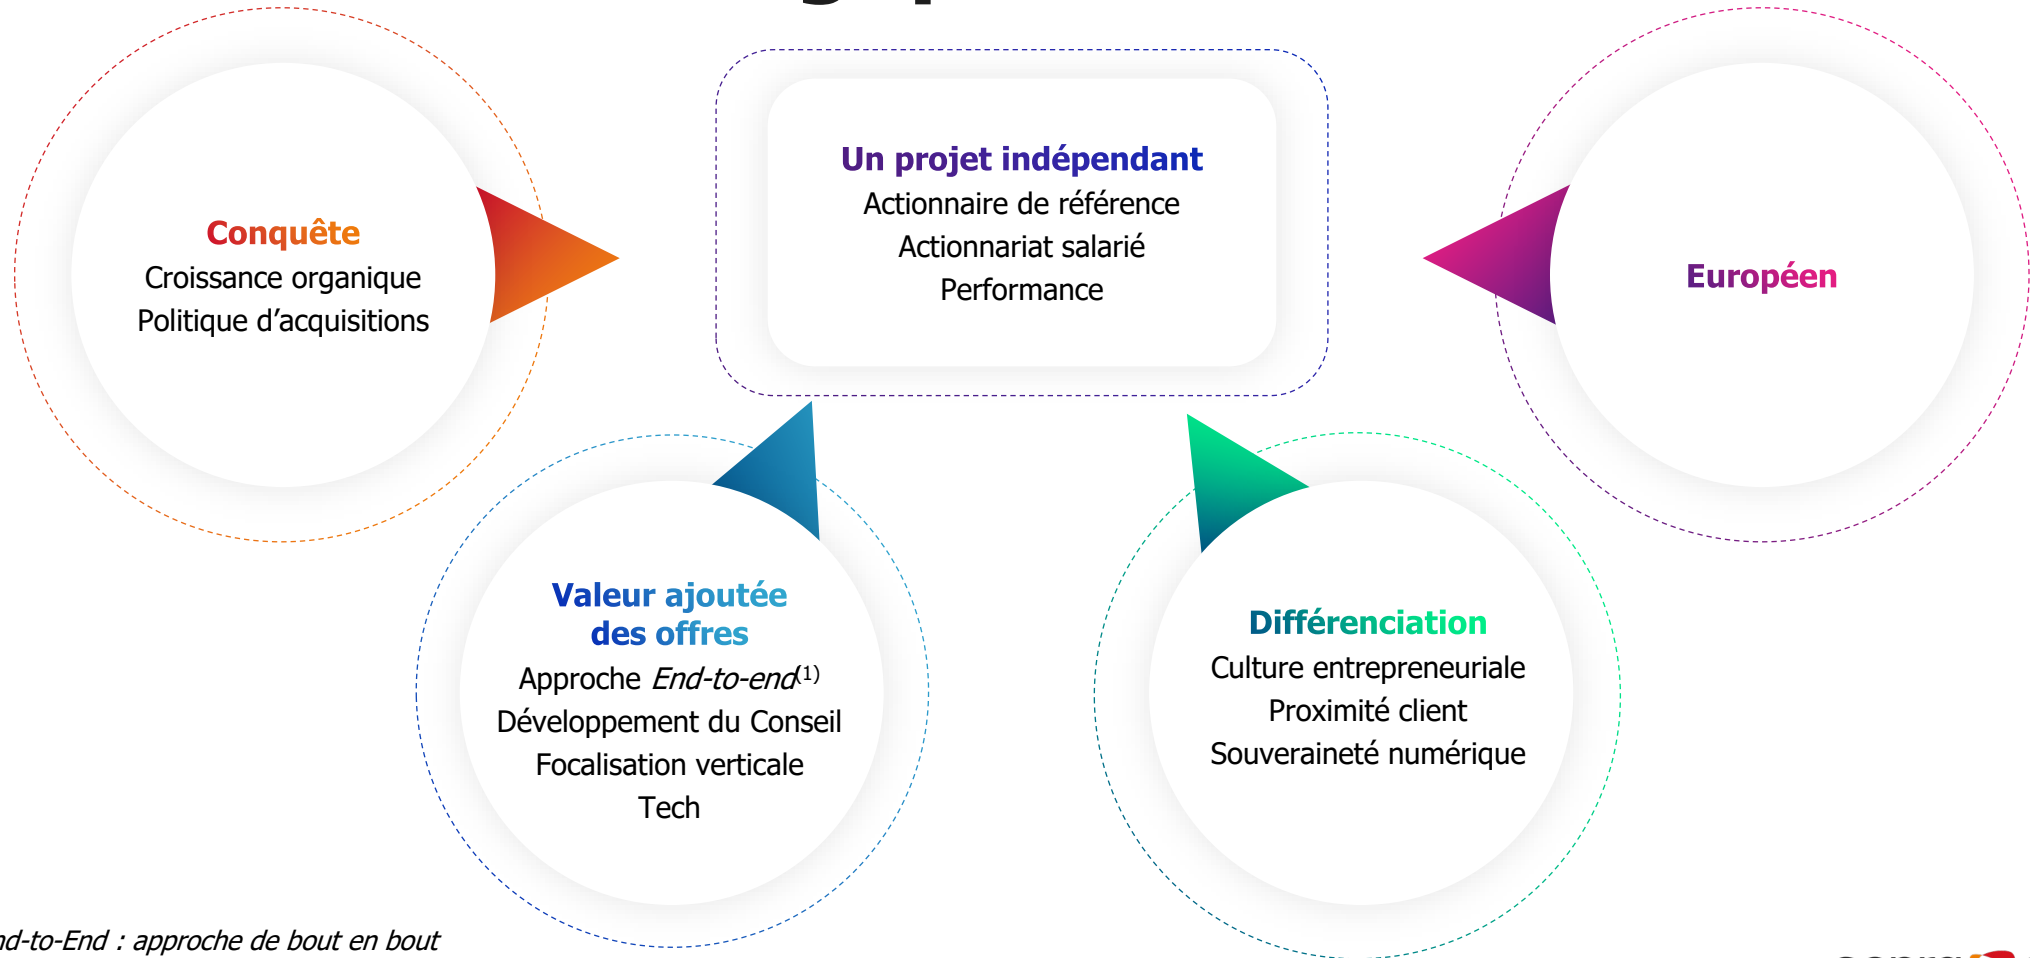 Conquête
Croissance organique
Politique d’acquisitions
Un projet indépendant
Actionnaire de référence
Actionnariat salarié
Performance
Européen
Valeur ajoutée
des offres
Approche End-to-end(1)
Développement du Conseil
Focalisation verticale
Tech
Différenciation
Culture entrepreneuriale
Proximité client
Souveraineté numérique
nd-to-End : approche de bout en bout